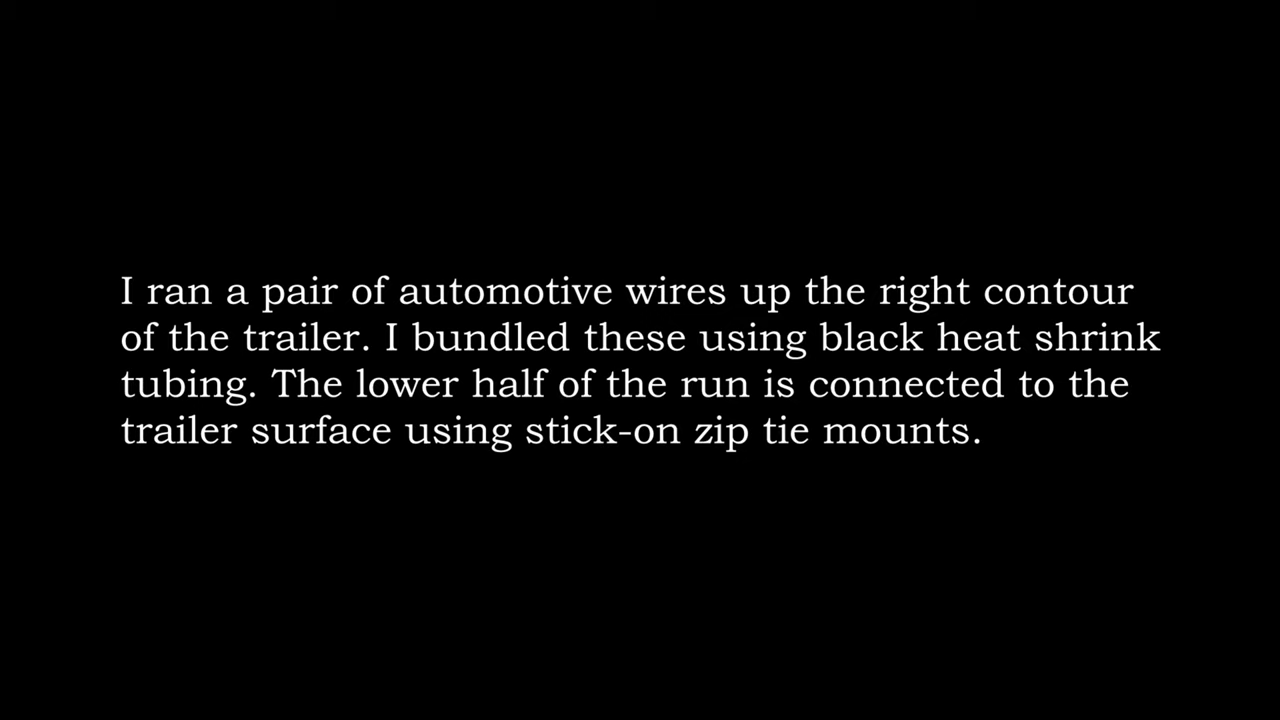 I ran a pair of automotive wires up the right contour
of the trailer. I bundled these using black heat shrink
tubing. The lower half of the run is connected to the
trailer surface using stick-on zip tie mounts.